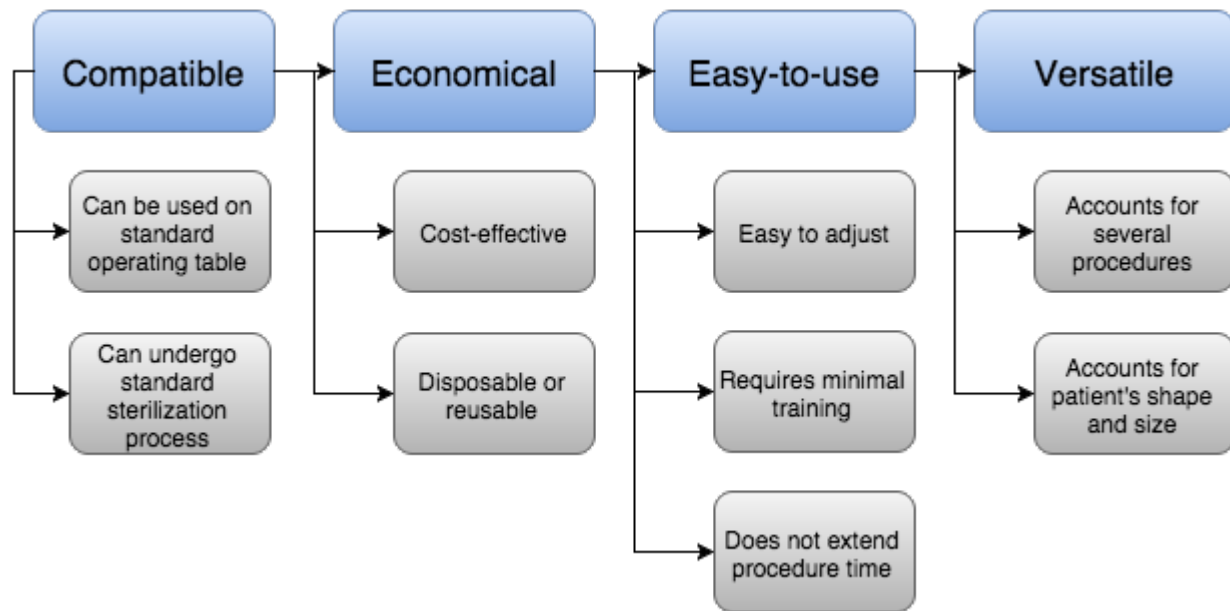 Compatible
Economical
Easy-to-use
Versatile
Can be used on
standard
operating table
Can undergo
standard
sterilization
process
Cost-effective
Disposable or
reusable
Easy to adjust
Requires minimal
training
Does not extend
procedure time
Accounts for
several
procedures
Accounts for
patient's shape
and size